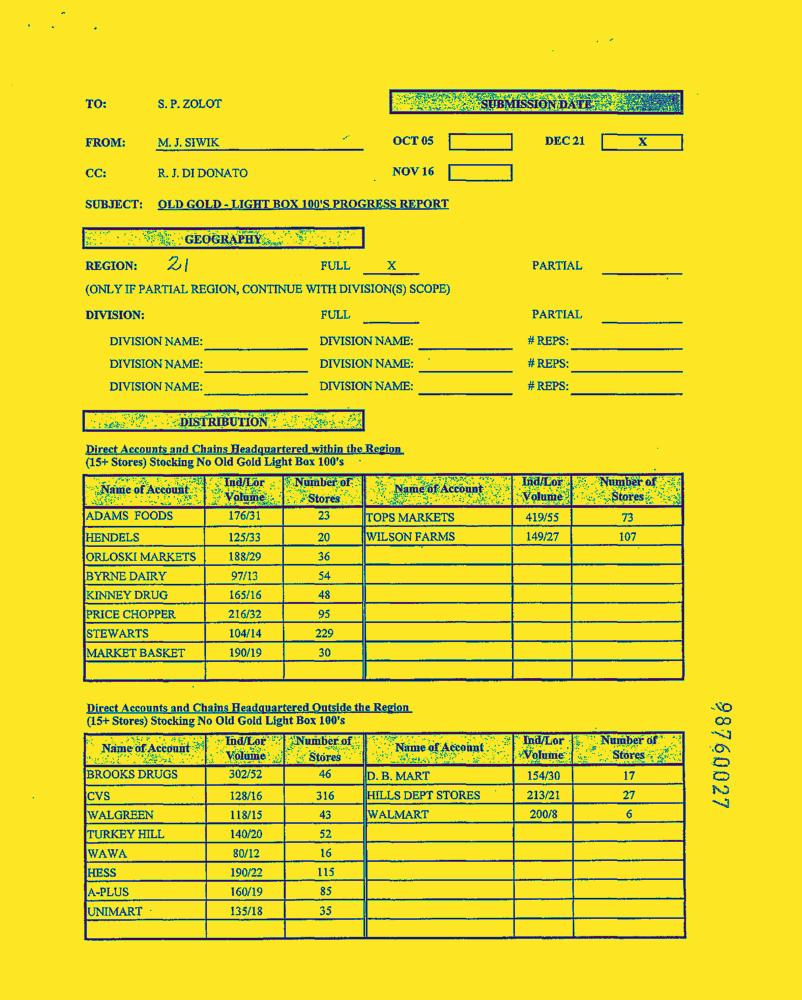 TO: S. P. ZOLOT SUBMISSION DATE
FROM: M. J. SIWIK OCT 05 DEC 21 X
CC: R. J. DI DONATO NOV 16
SUBJECT: OLD GOLD - LIGHT BOX 100'S PROGRESS REPORT
GEOGRAPHY
REGION: 21 FULL X PARTIAL
(ONLY IF PARTIAL REGION, CONTINUE WITH DIVISION(S) SCOPE)
DIVISION: FULL PARTIAL
DIVISION NAME: DIVISION NAME: # REPS:
DIVISION NAME: DIVISION NAME: # REPS:
DIVISION NAME: DIVISION NAME: # REPS:
DISTRIBUTION
Direct Accounts and Chains Headquartered within the Region
(15+ Stores) Stocking No Old Gold Light Box 100's
Name of Account Ind/Lor Volume Number of Stores Name of Account Ind/Lor Volume Number of Stores
ADAMS FOODS 176/31 23 TOPS MARKETS 419/55 73
HENDELS 125/33 20 WILSON FARMS 149/27 107
ORLOSKI MARKETS 188/29 36
BYRNE DAIRY 97/13 54
KINNEY DRUG 165/16 48
PRICE CHOPPER 216/32 95
STEWARTS 104/14 229
MARKET BASKET 190/19 30
Direct Accounts and Chains Headquartered Outside the Region
(15+ Stores) Stocking No Old Gold Light Box 100's
Name of Account Ind/Lor Volume Number of Stores Name of Account Ind/Lor Volume Number of Stores
BROOKS DRUGS 302/52 46 D. B. MART 154/30 17
CVS 128/16 316 HILLS DEPT STORES 213/21 27
WALGREEN 118/15 43 WALMART 200/8 6
TURKEY HILL 140/20 52
WAWA 80/12 16
HESS 190/22 115
A-PLUS 160/19 85
UNIMART 135/18 35
98760027